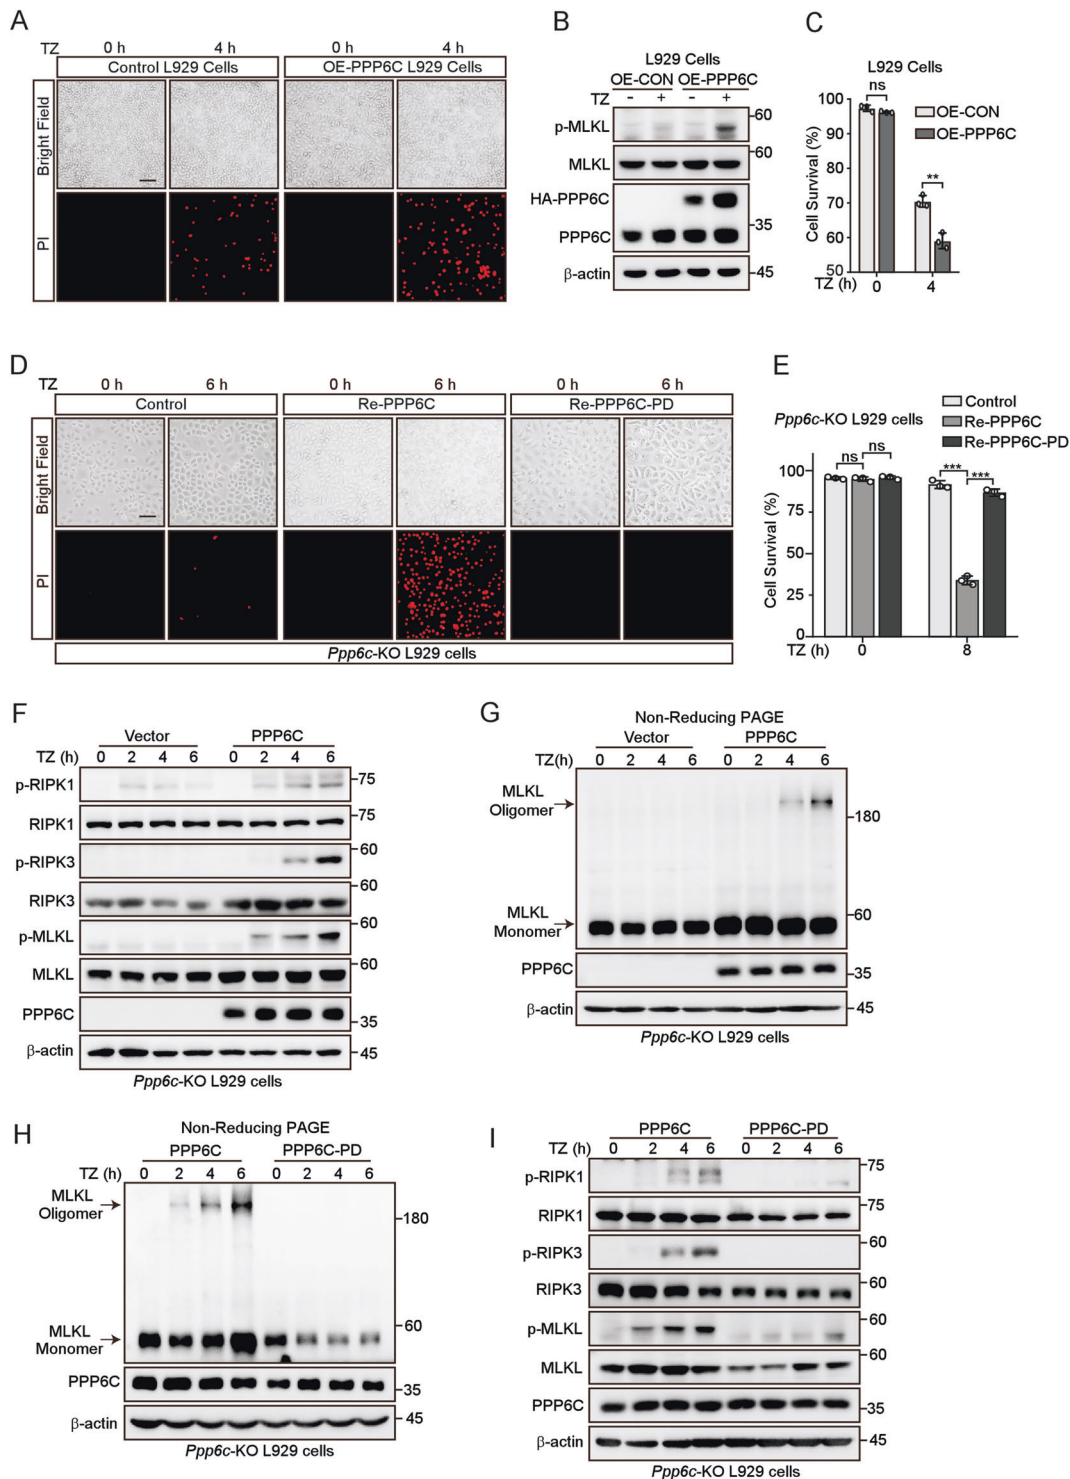 A
TZ 0 h 4 h 0 h 4 h
Control L929 Cells OE-PPP6C L929 Cells
Bright Field
PI
B
L929 Cells
OE-CON OE-PPP6C
TZ - + - +
p-MLKL 60
MLKL 60
HA-PPP6C
35
PPP6C
β-actin 45
C
L929 Cells
ns
OE-CON
OE-PPP6C
**
Cell Survival (%)
100
90
80
70
60
50
TZ (h) 0 4
D
TZ 0 h 6 h 0 h 6 h 0 h 6 h
Control Re-PPP6C Re-PPP6C-PD
Bright Field
PI
Ppp6c-KO L929 cells
E
Control
Re-PPP6C
Re-PPP6C-PD
Ppp6c-KO L929 cells
ns ns *** ***
Cell Survival (%)
100
75
50
25
0
TZ (h) 0 8
F
Vector PPP6C
TZ (h) 0 2 4 6 0 2 4 6
p-RIPK1 75
RIPK1 75
p-RIPK3 60
RIPK3 60
p-MLKL 60
MLKL 60
PPP6C 35
β-actin 45
Ppp6c-KO L929 cells
G
Non-Reducing PAGE
Vector PPP6C
TZ(h) 0 2 4 6 0 2 4 6
MLKL
Oligomer
180
MLKL
Monomer
60
PPP6C 35
β-actin 45
Ppp6c-KO L929 cells
H
Non-Reducing PAGE
PPP6C PPP6C-PD
0 2 4 6 0 2 4 6 TZ (h)
MLKL
Oligomer
180
MLKL
Monomer
60
PPP6C 35
β-actin 45
Ppp6c-KO L929 cells
I
PPP6C PPP6C-PD
TZ (h) 0 2 4 6 0 2 4 6
p-RIPK1 75
RIPK1 75
p-RIPK3 60
RIPK3 60
p-MLKL 60
MLKL 60
PPP6C 35
β-actin 45
Ppp6c-KO L929 cells